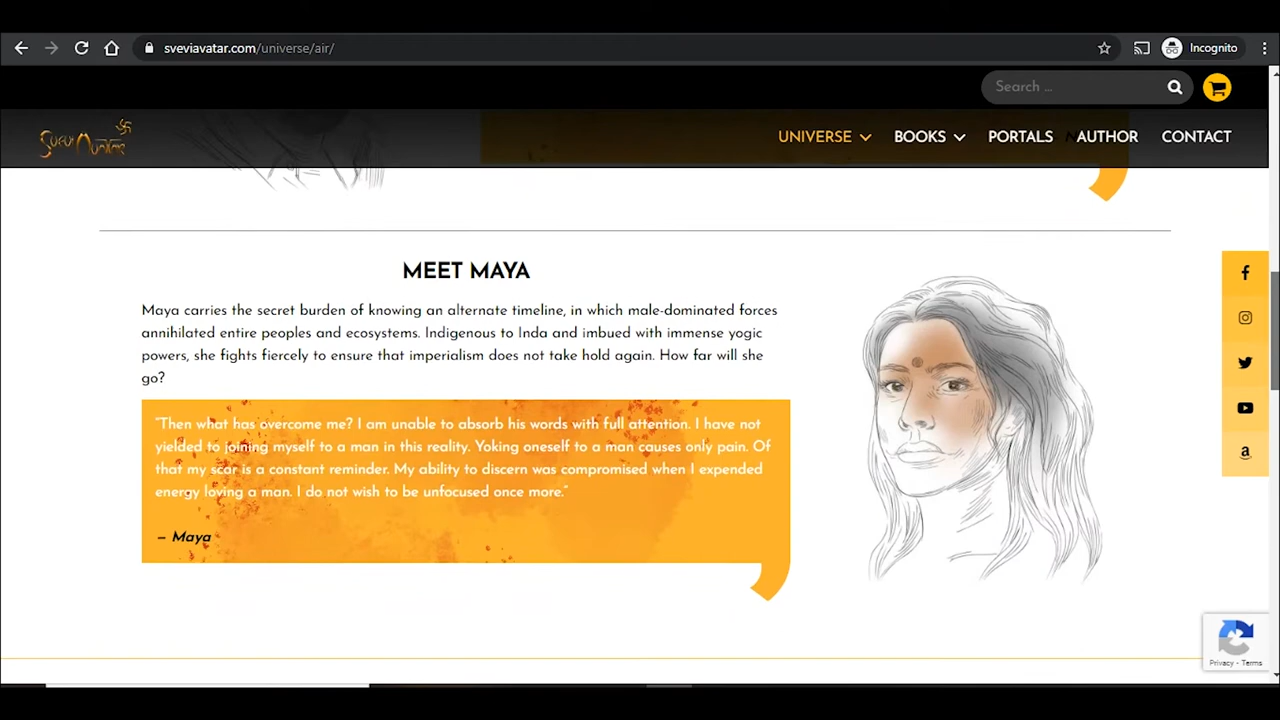 sveviavatar.com/universe/air/
Incognito
Search ...
UNIVERSE
BOOKS
PORTALS
AUTHOR
CONTACT
MEET MAYA
Maya carries the secret burden of knowing an alternate timeline, in which male-dominated forces
annihilated entire peoples and ecosystems. Indigenous to Inda and imbued with immense yogic
powers, she fights fiercely to ensure that imperialism does not take hold again. How far will she
go?
"Then what has overcome me? I am unable to absorb his words with full attention. I have not
yielded to joining myself to a man in this reality. Yoking oneself to a man causes only pain. Of
that my scar is a constant reminder. My ability to discern was compromised when I expended
energy loving a man. I do not wish to be unfocused once more."
– Maya
Privacy - Terms